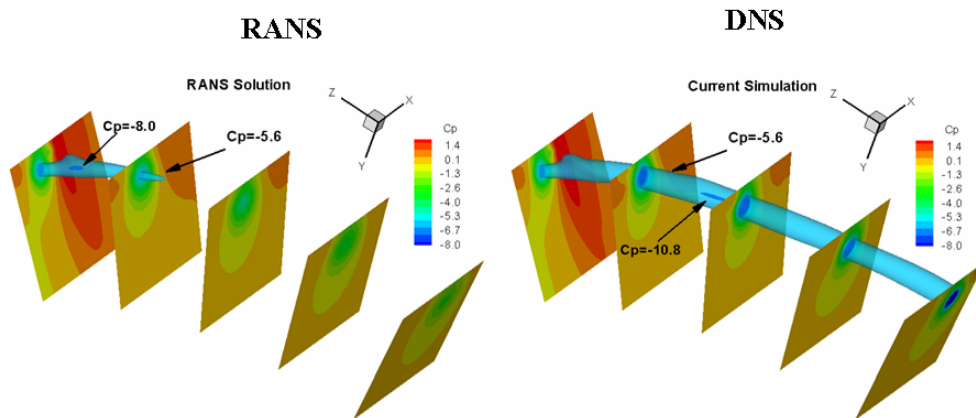 RANS
RANS Solution
Z
X
Y
Cp=-8.0
Cp=-5.6
Cp
1.4
0.1
-1.3
-2.6
-4.0
-5.3
-6.7
-8.0
DNS
Current Simulation
Z
X
Y
Cp=-5.6
Cp=-10.8
Cp
1.4
0.1
-1.3
-2.6
-4.0
-5.3
-6.7
-8.0